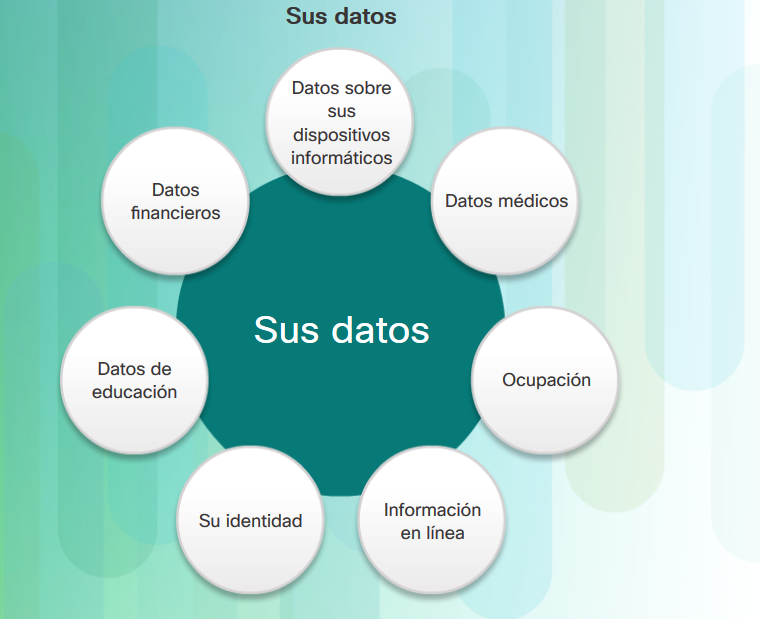 Sus datos
Datos sobre
sus
dispositivos
informáticos
Datos
financieros
Datos médicos
Sus datos
Datos de
educación
Ocupación
Su identidad
Información
en línea